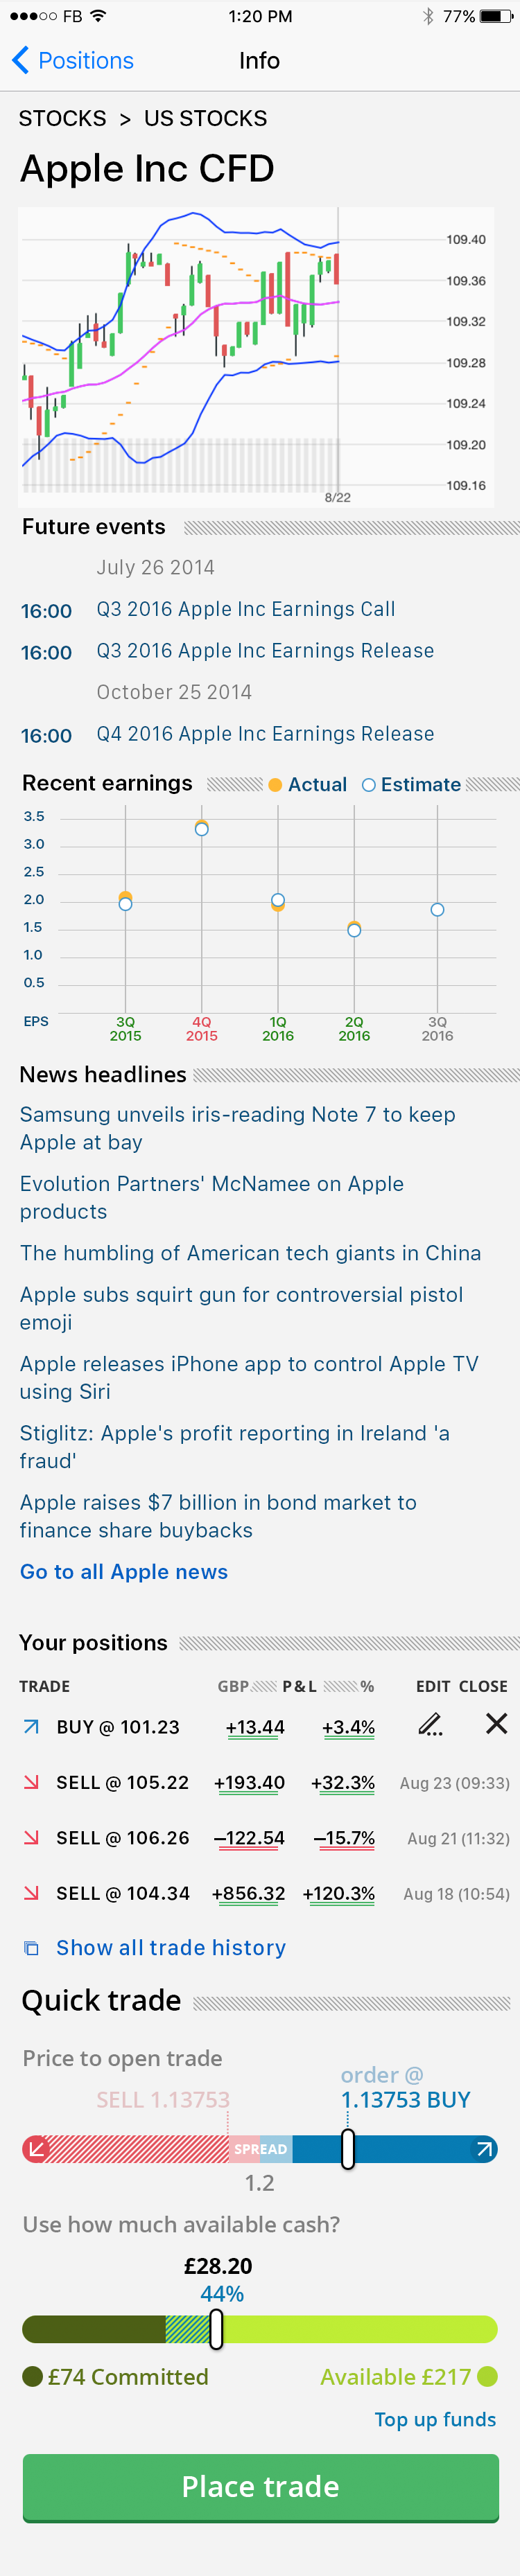 FB 1:20 PM 77%
Positions Info
STOCKS > US STOCKS
Apple Inc CFD
109.40
109.36
109.32
109.28
109.24
109.20
109.16
8/22
Future events
July 26 2014
16:00 Q3 2016 Apple Inc Earnings Call
16:00 Q3 2016 Apple Inc Earnings Release
October 25 2014
16:00 Q4 2016 Apple Inc Earnings Release
Recent earnings Actual Estimate
3.5
3.0
2.5
2.0
1.5
1.0
0.5
EPS 3Q 4Q 1Q 2Q 3Q
2015 2015 2016 2016 2016
News headlines
Samsung unveils iris-reading Note 7 to keep
Apple at bay
Evolution Partners' McNamee on Apple
products
The humbling of American tech giants in China
Apple subs squirt gun for controversial pistol
emoji
Apple releases iPhone app to control Apple TV
using Siri
Stiglitz: Apple's profit reporting in Ireland 'a
fraud'
Apple raises $7 billion in bond market to
finance share buybacks
Go to all Apple news
Your positions
TRADE GBP P & L % EDIT CLOSE
BUY @ 101.23 +13.44 +3.4%
SELL @ 105.22 +193.40 +32.3% Aug 23 (09:33)
SELL @ 106.26 –122.54 –15.7% Aug 21 (11:32)
SELL @ 104.34 +856.32 +120.3% Aug 18 (10:54)
Show all trade history
Quick trade
Price to open trade
order @
SELL 1.13753 1.13753 BUY
SPREAD
1.2
Use how much available cash?
£28.20
44%
£74 Committed Available £217
Top up funds
Place trade